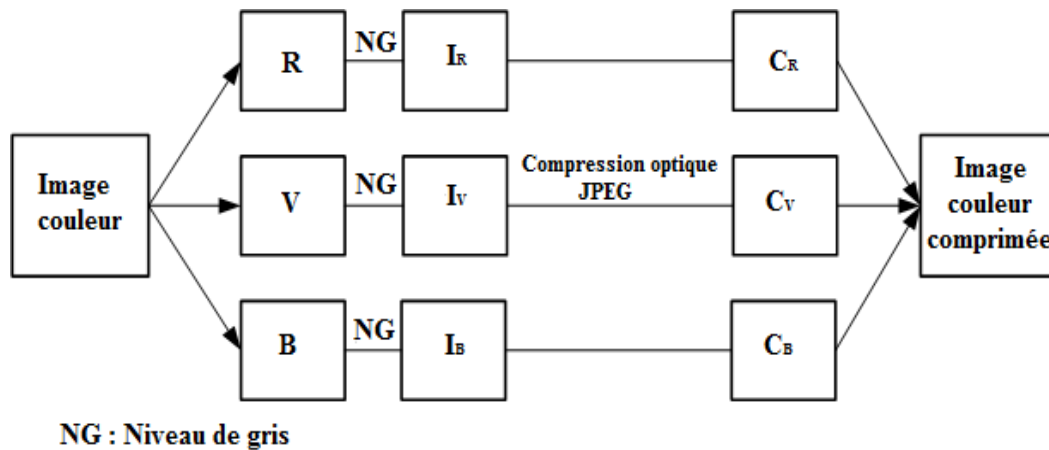 R
NG
IR
CR
Image
couleur
V
NG
IV
Compression optique
JPEG
CV
Image
couleur
comprimée
B
NG
IB
CB
NG : Niveau de gris